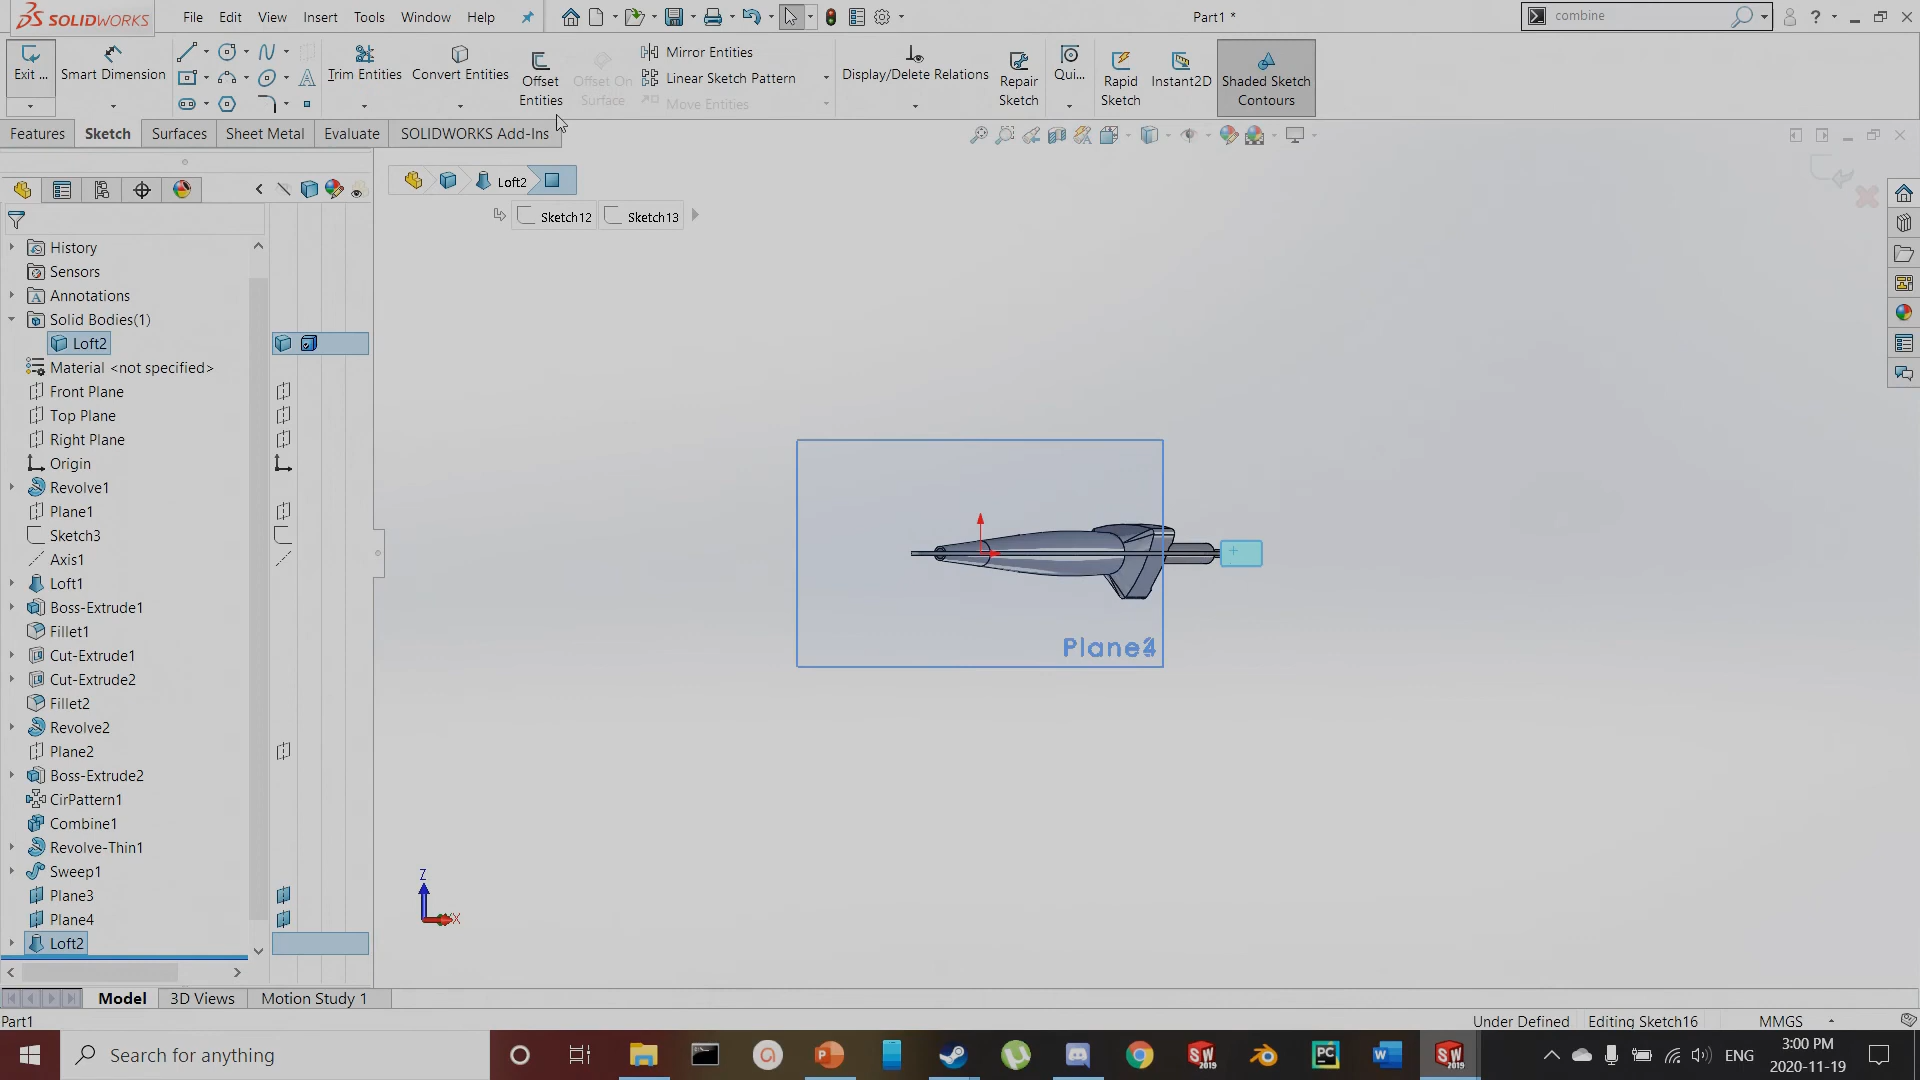 SOLIDWORKS File Edit View Insert Tools Window Help Part1 * combine
Exit ... Smart Dimension Trim Entities Convert Entities Offset Entities Offset On Surface Mirror Entities Linear Sketch Pattern Move Entities Display/Delete Relations Repair Sketch Qui... Rapid Sketch Instant2D Shaded Sketch Contours
Features Sketch Surfaces Sheet Metal Evaluate SOLIDWORKS Add-Ins
Loft2
Sketch12 Sketch13
History
Sensors
Annotations
Solid Bodies(1)
Loft2
Material <not specified>
Front Plane
Top Plane
Right Plane
Origin
Revolve1
Plane1
Sketch3
Axis1
Loft1
Boss-Extrude1
Fillet1
Cut-Extrude1
Cut-Extrude2
Fillet2
Revolve2
Plane2
Boss-Extrude2
CirPattern1
Combine1
Revolve-Thin1
Sweep1
Plane3
Plane4
Loft2
Z
X
Model 3D Views Motion Study 1
Part1 Under Defined Editing Sketch16 MMGS
Search for anything ENG 3:00 PM
2020-11-19